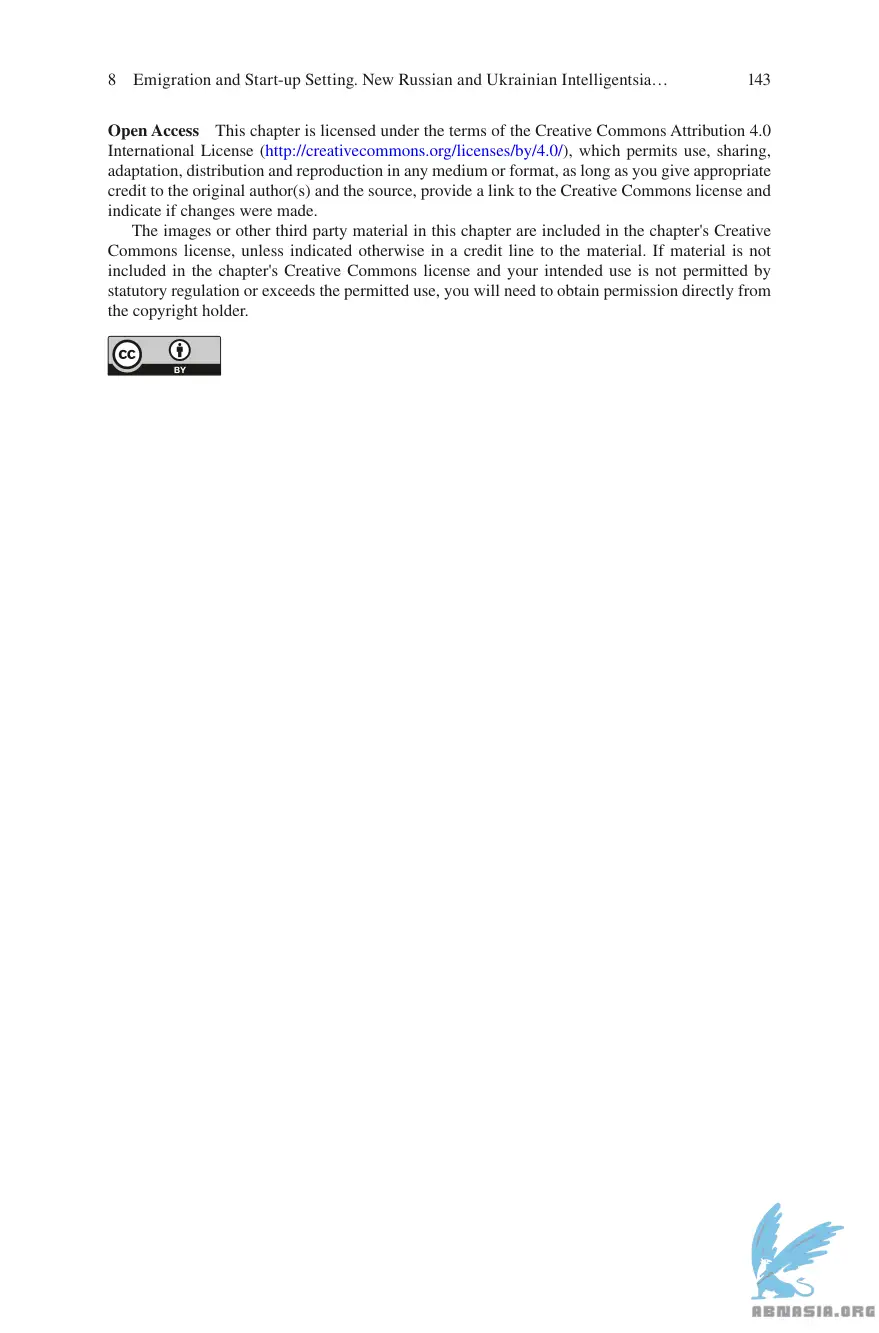 8 Emigration and Start-up Setting. New Russian and Ukrainian Intelligentsia… 143
Open Access This chapter is licensed under the terms of the Creative Commons Attribution 4.0
International License (http://creativecommons.org/licenses/by/4.0/), which permits use, sharing,
adaptation, distribution and reproduction in any medium or format, as long as you give appropriate
credit to the original author(s) and the source, provide a link to the Creative Commons license and
indicate if changes were made.
The images or other third party material in this chapter are included in the chapter's Creative
Commons license, unless indicated otherwise in a credit line to the material. If material is not
included in the chapter's Creative Commons license and your intended use is not permitted by
statutory regulation or exceeds the permitted use, you will need to obtain permission directly from
the copyright holder.
cc
BY
ABNASIA.ORG